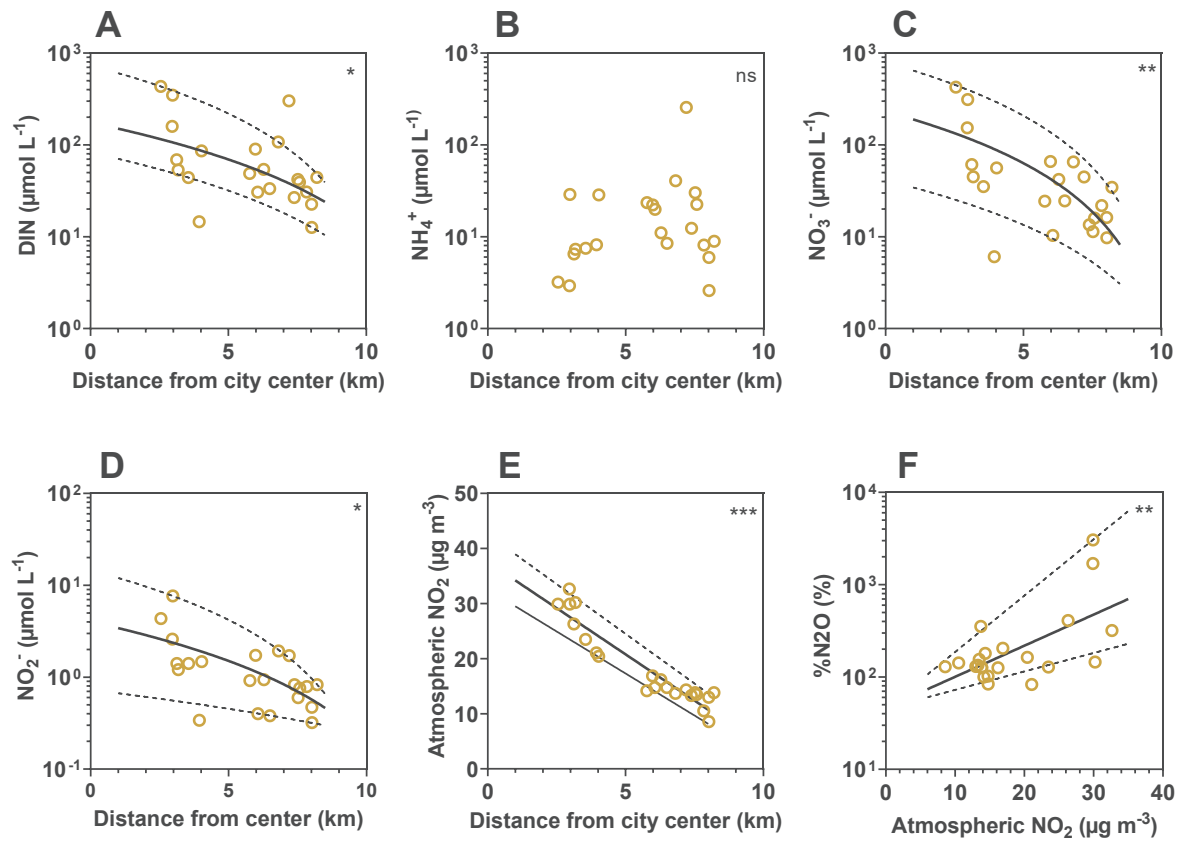 A
DIN (µmol L⁻¹)
10³
10²
10¹
10⁰
0 5 10
Distance from city center (km)
*
B
NH₄⁺ (µmol L⁻¹)
10³
10²
10¹
10⁰
0 5 10
Distance from city center (km)
ns
C
NO₃⁻ (µmol L⁻¹)
10³
10²
10¹
10⁰
0 5 10
Distance from center (km)
**
D
NO₂⁻ (µmol L⁻¹)
10²
10¹
10⁰
10⁻¹
0 5 10
Distance from center (km)
*
E
Atmospheric NO₂ (µg m⁻³)
50
40
30
20
10
0
0 5 10
Distance from city center (km)
***
F
%N2O (%)
10⁴
10³
10²
10¹
0 10 20 30 40
Atmospheric NO₂ (µg m⁻³)
**